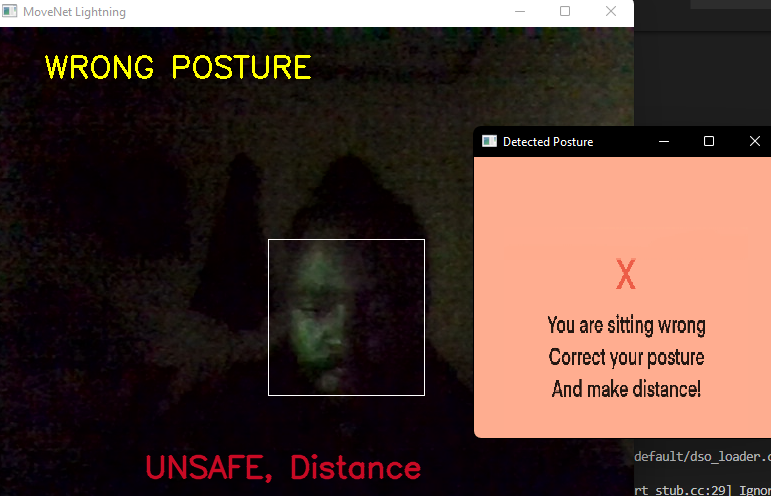 MoveNet Lightning
WRONG POSTURE
Detected Posture
X
You are sitting wrong
Correct your posture
And make distance!
UNSAFE, Distance
default/dso_loader.c
rt_stub.cc:29] Ignor